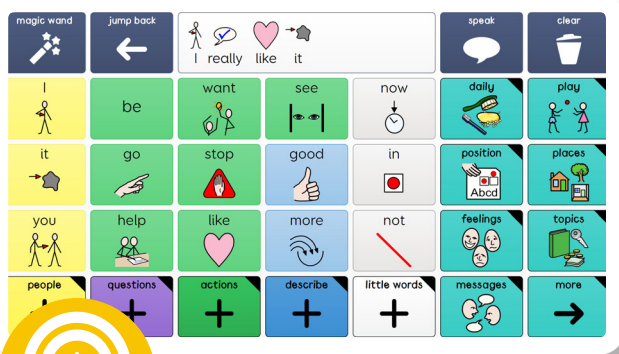 magic wand
jump back
I really like it
speak
clear
I
be
want
see
now
daily
play
it
go
stop
good
in
position
Abcd
places
you
help
like
more
not
feelings
topics
people
questions
actions
describe
little words
messages
more